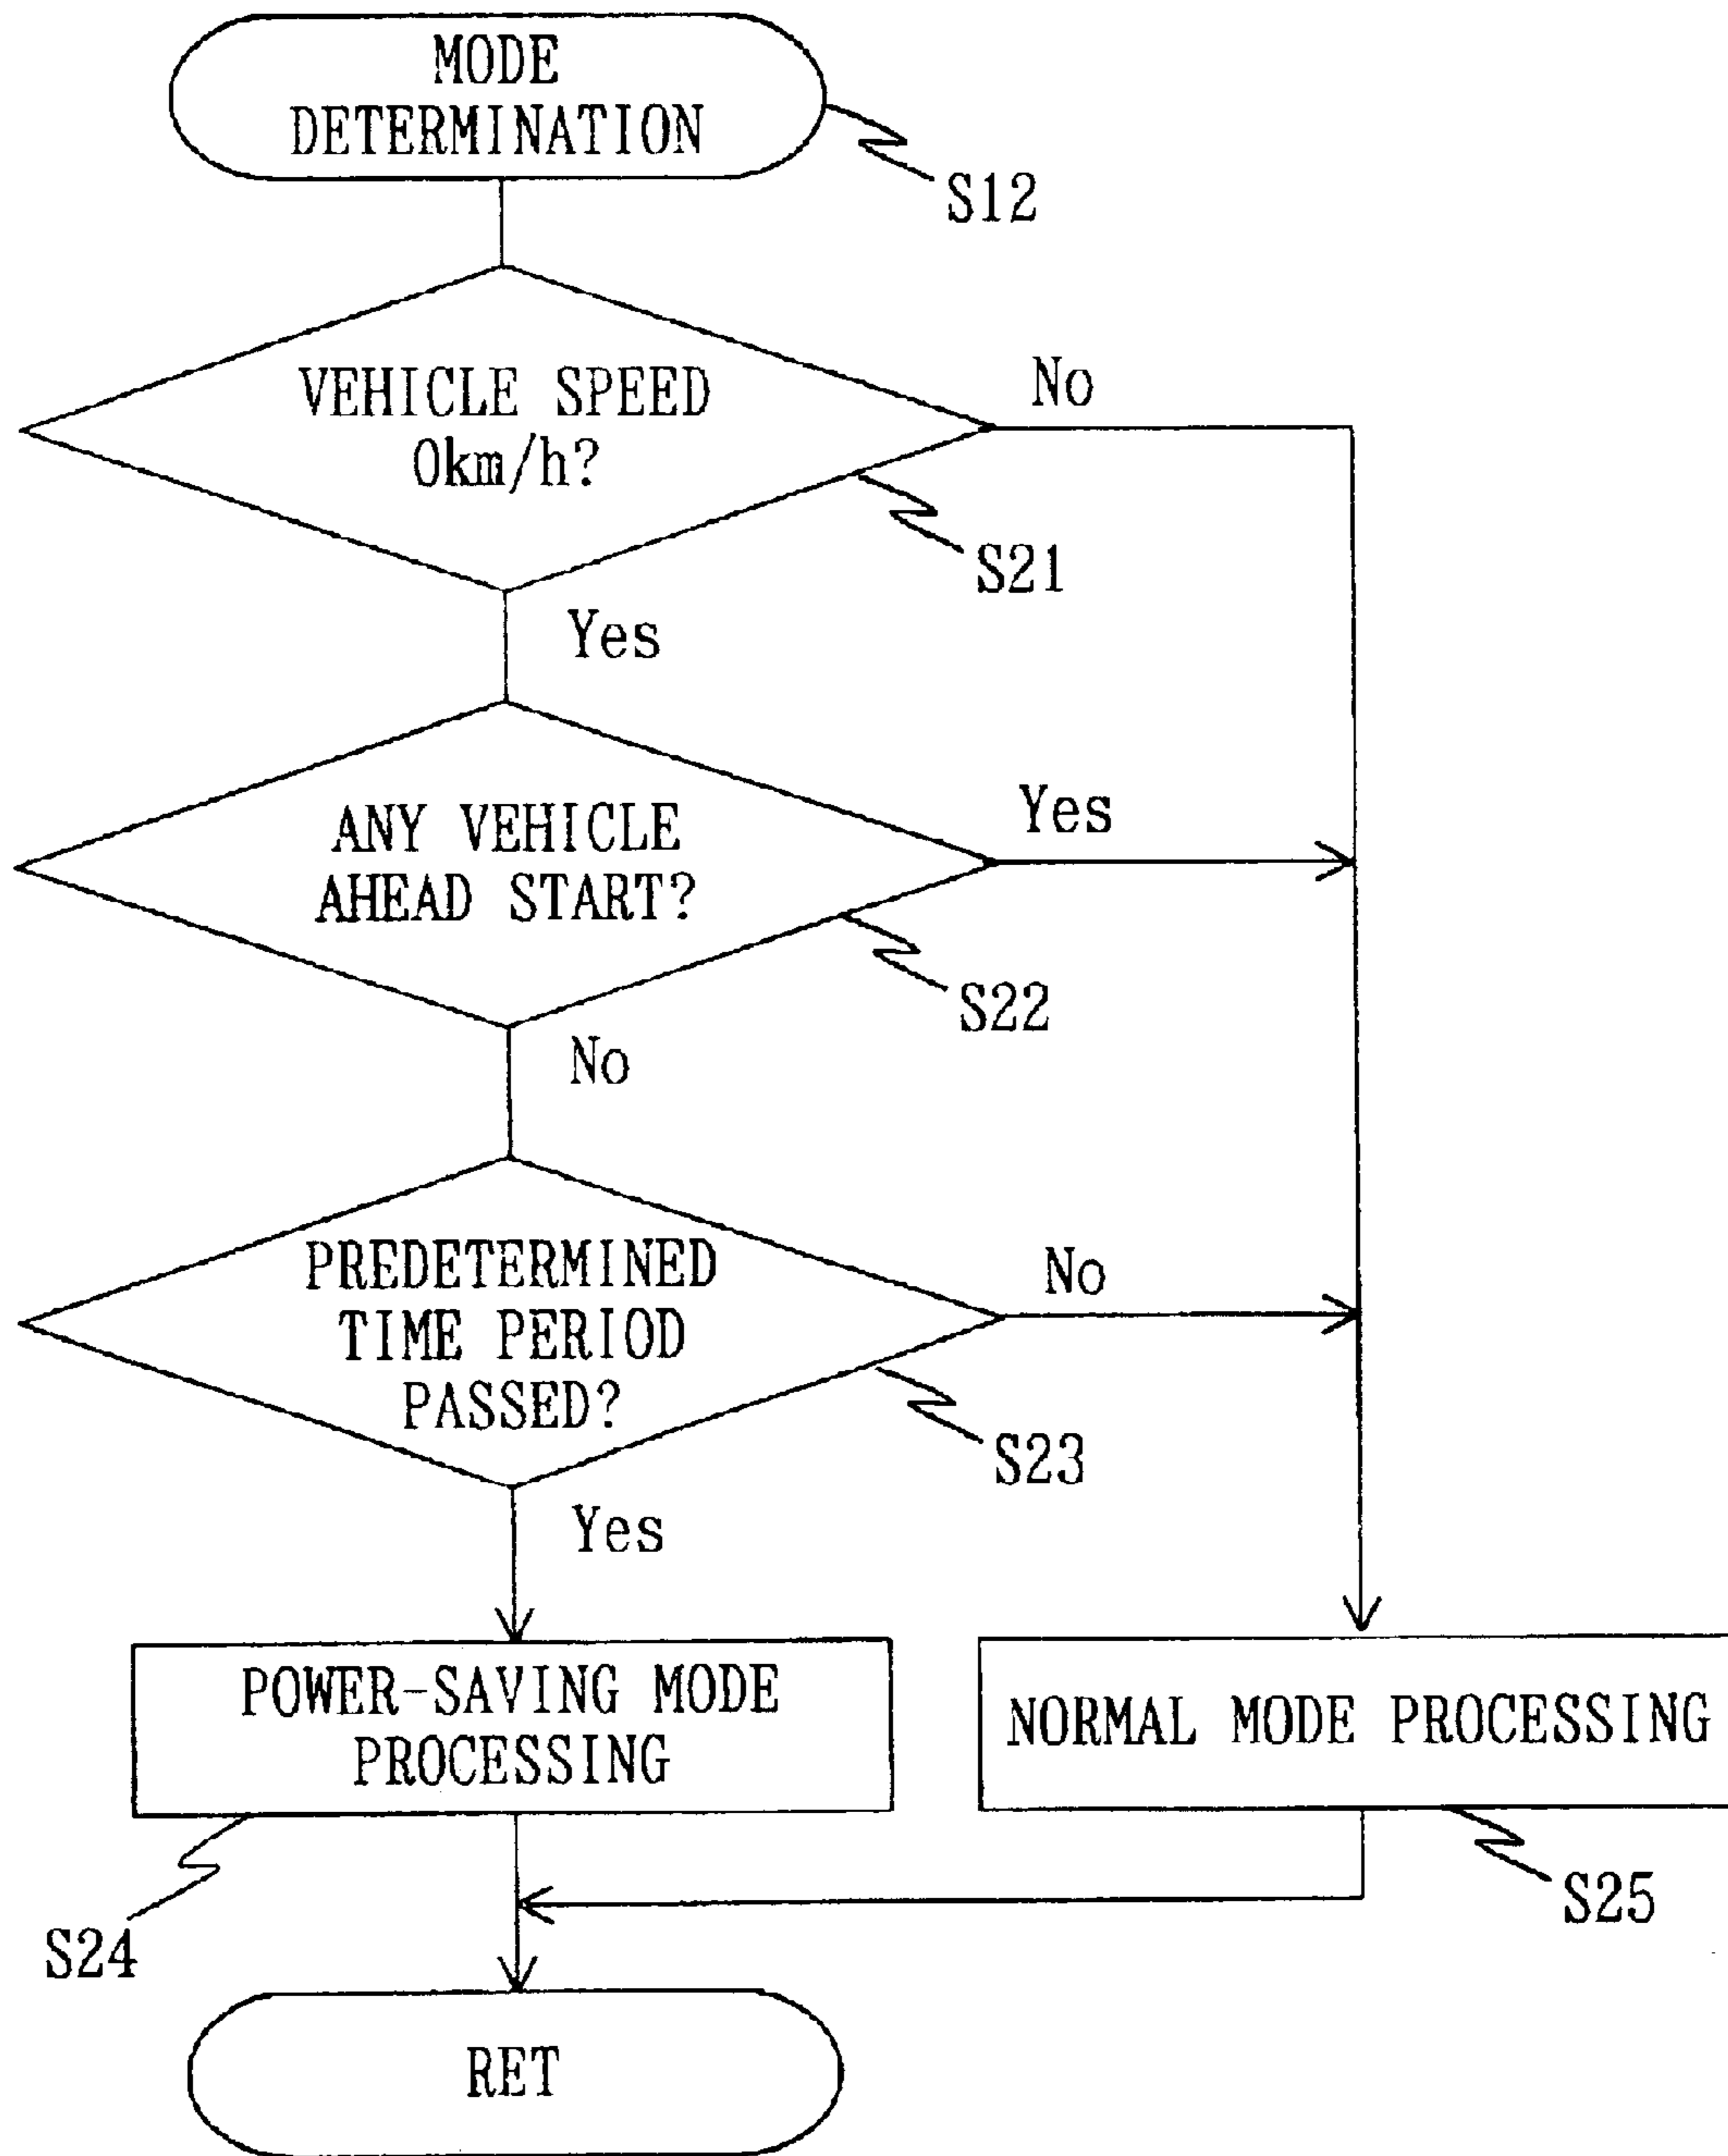 MODE
DETERMINATION
S12
VEHICLE SPEED
0km/h?
No
S21
Yes
ANY VEHICLE
AHEAD START?
Yes
S22
No
PREDETERMINED
TIME PERIOD
PASSED?
No
S23
Yes
POWER-SAVING MODE
PROCESSING
NORMAL MODE PROCESSING
S24
S25
RET